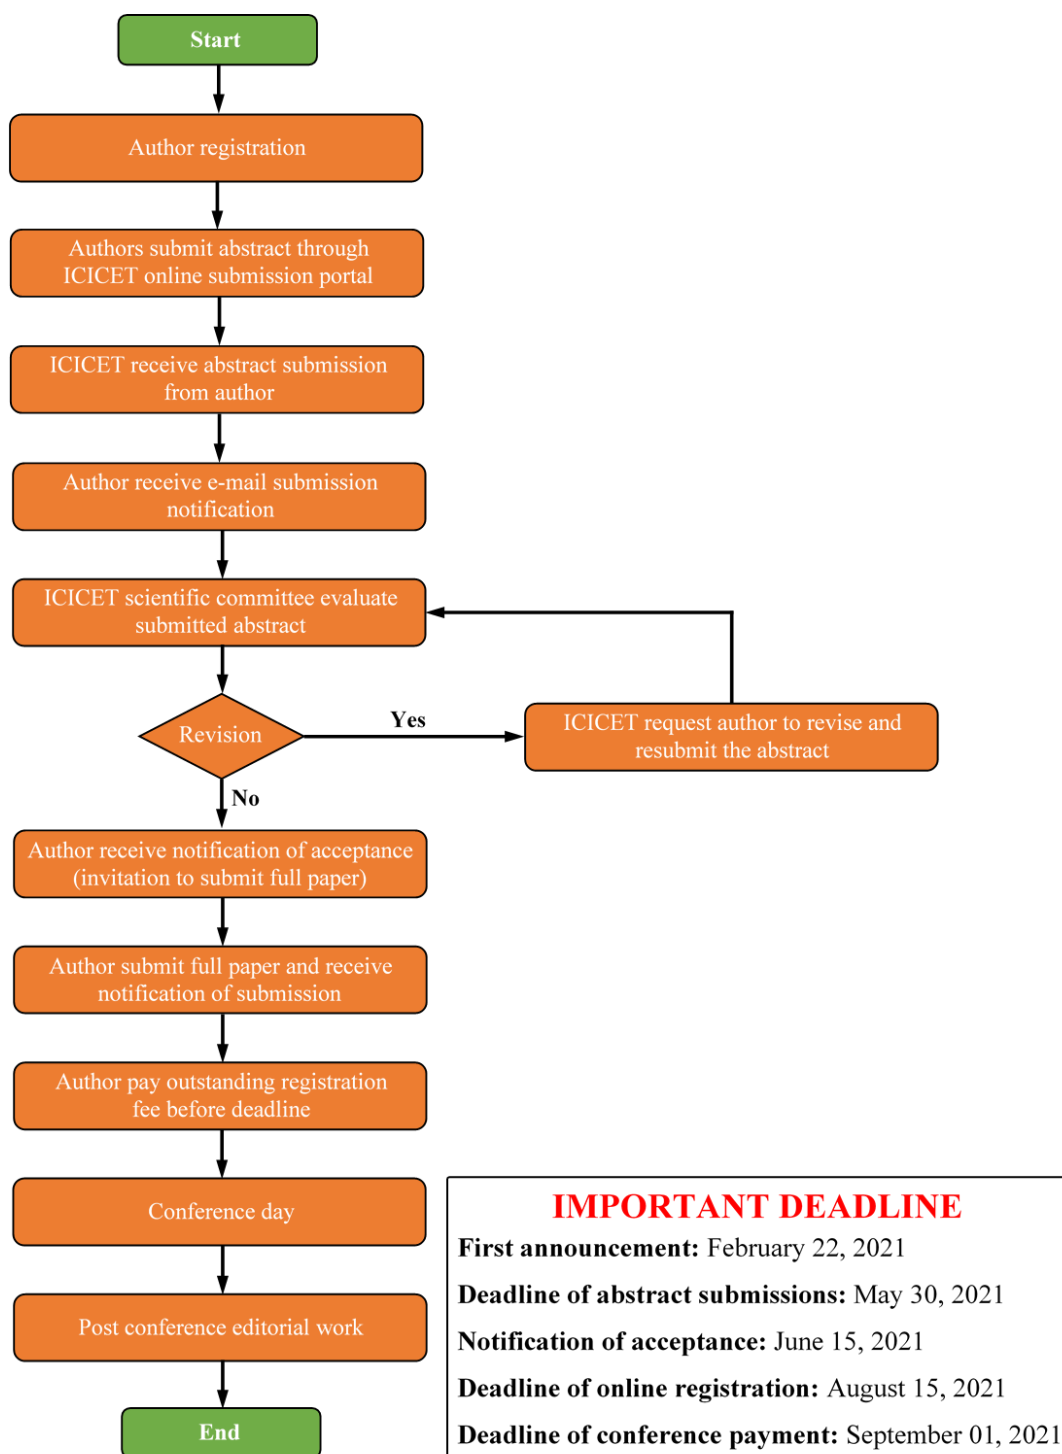 Start
Author registration
Authors submit abstract through
ICICET online submission portal
ICICET receive abstract submission
from author
Author receive e-mail submission
notification
ICICET scientific committee evaluate
submitted abstract
Revision
Yes
ICICET request author to revise and
resubmit the abstract
No
Author receive notification of acceptance
(invitation to submit full paper)
Author submit full paper and receive
notification of submission
Author pay outstanding registration
fee before deadline
Conference day
Post conference editorial work
End
IMPORTANT DEADLINE
First announcement: February 22, 2021
Deadline of abstract submissions: May 30, 2021
Notification of acceptance: June 15, 2021
Deadline of online registration: August 15, 2021
Deadline of conference payment: September 01, 2021